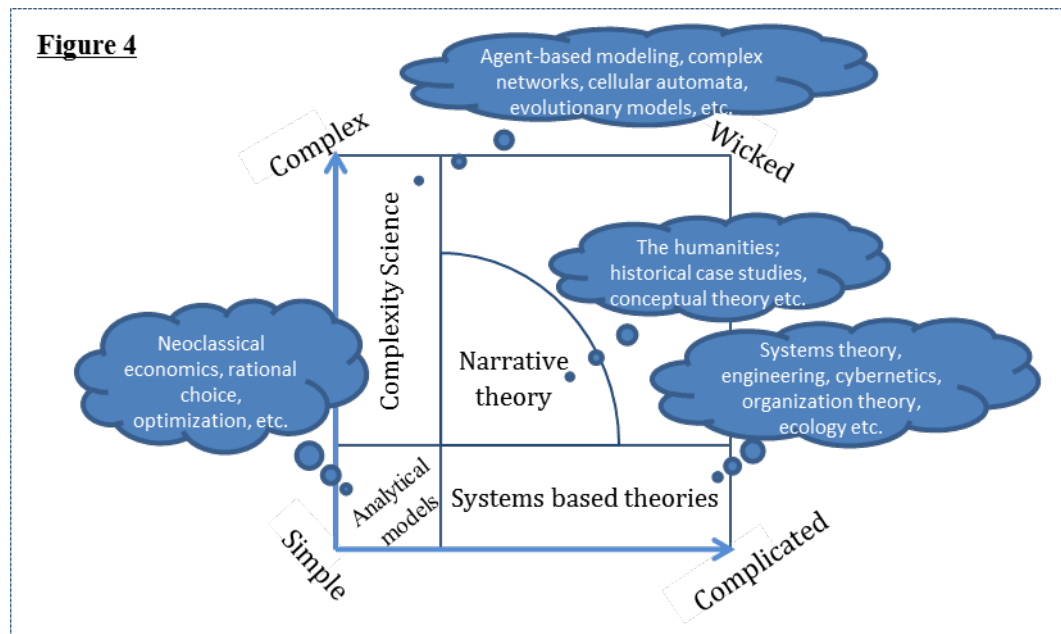 Figure 4
Agent-based modeling, complex
networks, cellular automata,
evolutionary models, etc.
Complex
Wicked
Complexity Science
The humanities;
historical case studies,
conceptual theory etc.
Neoclassical
economics, rational
choice,
optimization, etc.
Narrative
theory
Systems theory,
engineering, cybernetics,
organization theory,
ecology etc.
Analytical
models
Systems based theories
Simple
Complicated